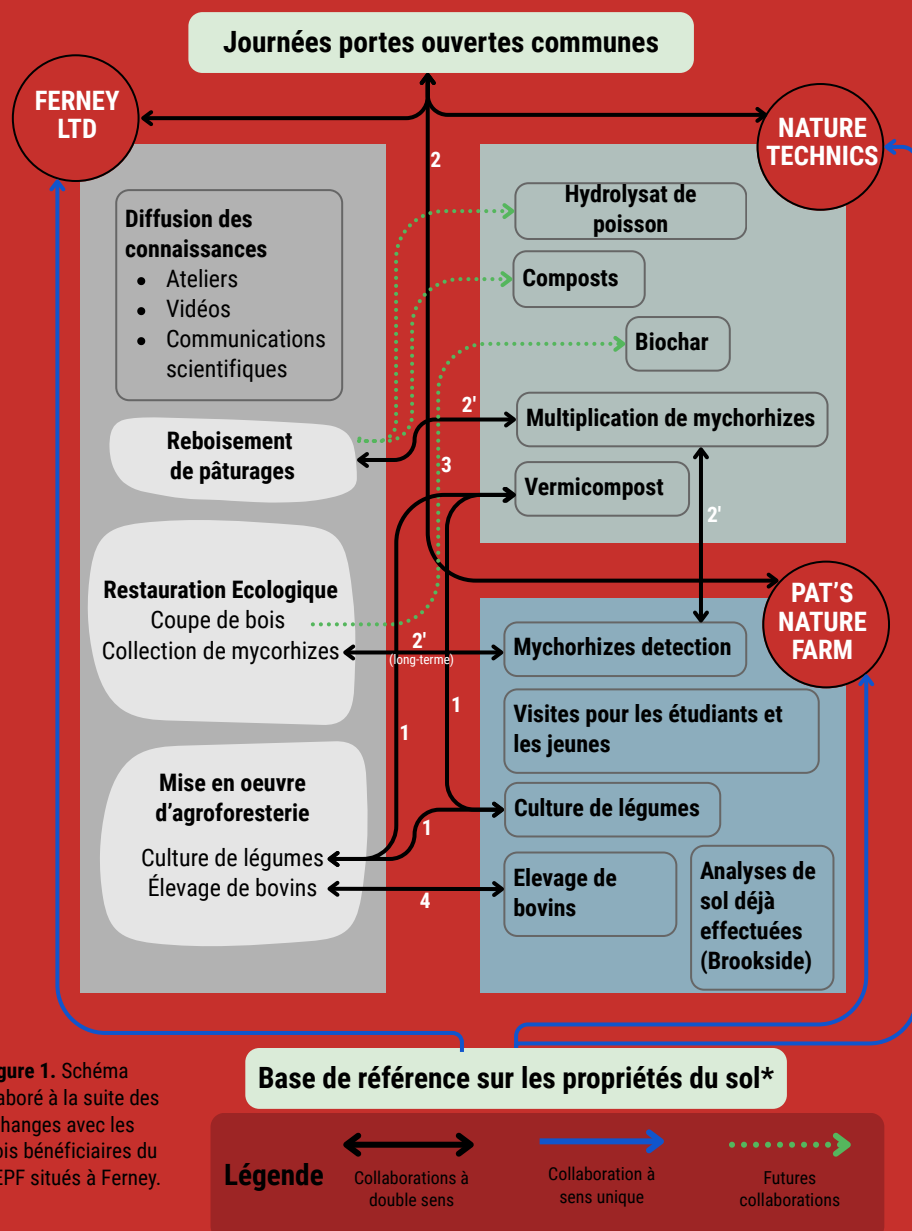 Journées portes ouvertes communes
FERNEY
LTD
NATURE
TECHNICS
2
Diffusion des
connaissances
• Ateliers
• Vidéos
• Communications
scientifiques
Hydrolysat de
poisson
Composts
Biochar
Reboisement
de pâturages
2'
Multiplication de mychorhizes
3
Vermicompost
2'
Restauration Ecologique
Coupe de bois
Collection de mycorhizes
2'
(long-terme)
PAT'S
NATURE
FARM
Mychorhizes detection
Visites pour les étudiants et
les jeunes
1
1
Mise en oeuvre
d'agroforesterie
Culture de légumes
Élevage de bovins
1
4
Culture de légumes
Elevage de
bovins
Analyses de
sol déjà
effectuées
(Brookside)
gure 1. Schéma
aboré à la suite des
hanges avec les
ois bénéficiaires du
EPF situés à Ferney.
Base de référence sur les propriétés du sol*
Légende
Collaborations à
double sens
Collaboration à
sens unique
Futures
collaborations